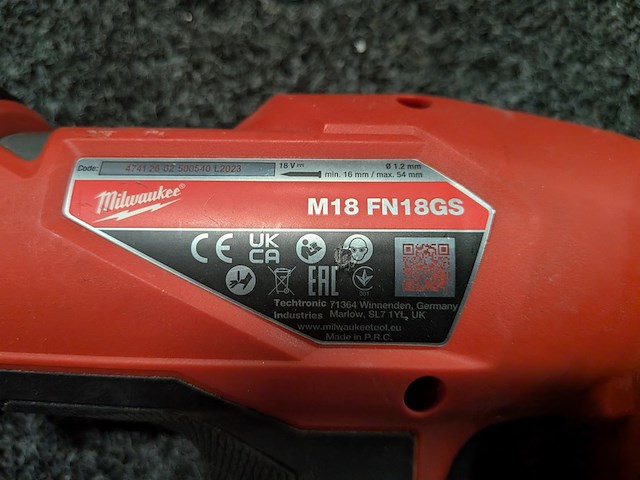 Code: 4741 26 02 500540 L2023
18 V Ø 1.2 mm
min. 16 mm / max. 54 mm
Milwaukee®
M18 FN18GS
CE UK CA
EAC
001
Techtronic 71364 Winnenden, Germany
Industries Marlow, SL7 1YL, UK
www.milwaukeetool.eu
Made in P.R.C.